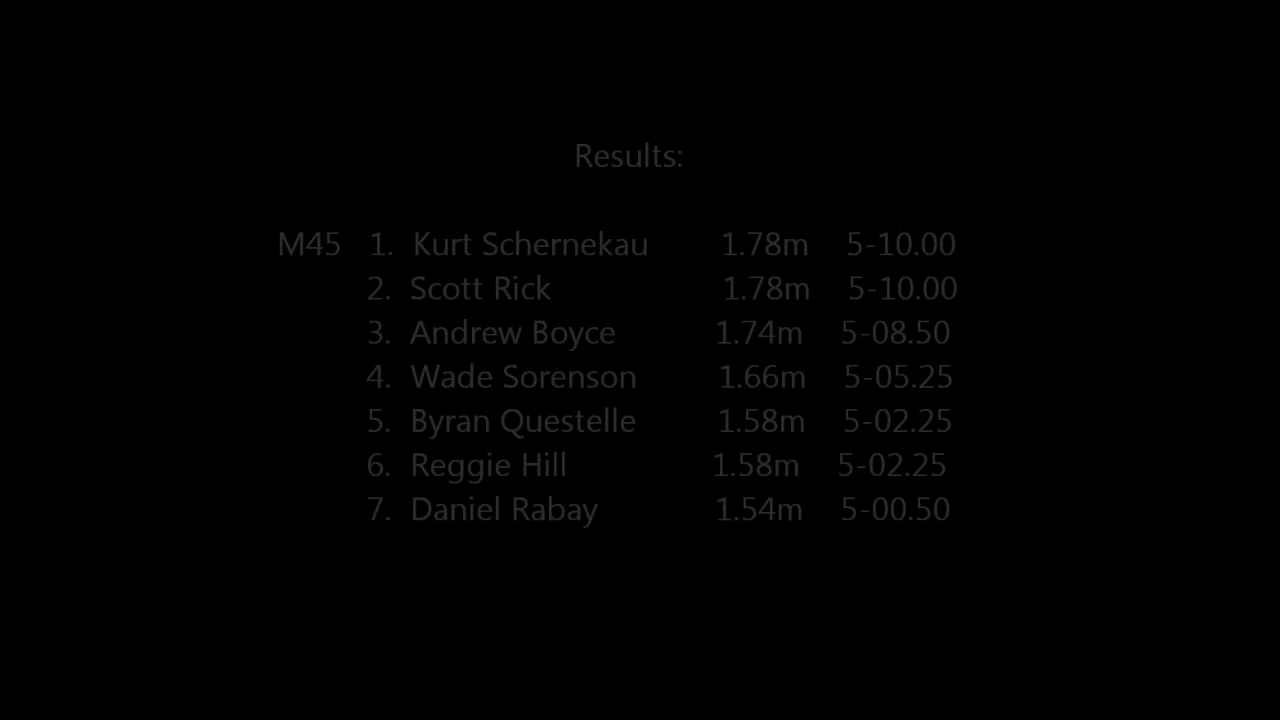 Results:
M45 1. Kurt Schernekau 1.78m 5-10.00
2. Scott Rick 1.78m 5-10.00
3. Andrew Boyce 1.74m 5-08.50
4. Wade Sorenson 1.66m 5-05.25
5. Byran Questelle 1.58m 5-02.25
6. Reggie Hill 1.58m 5-02.25
7. Daniel Rabay 1.54m 5-00.50